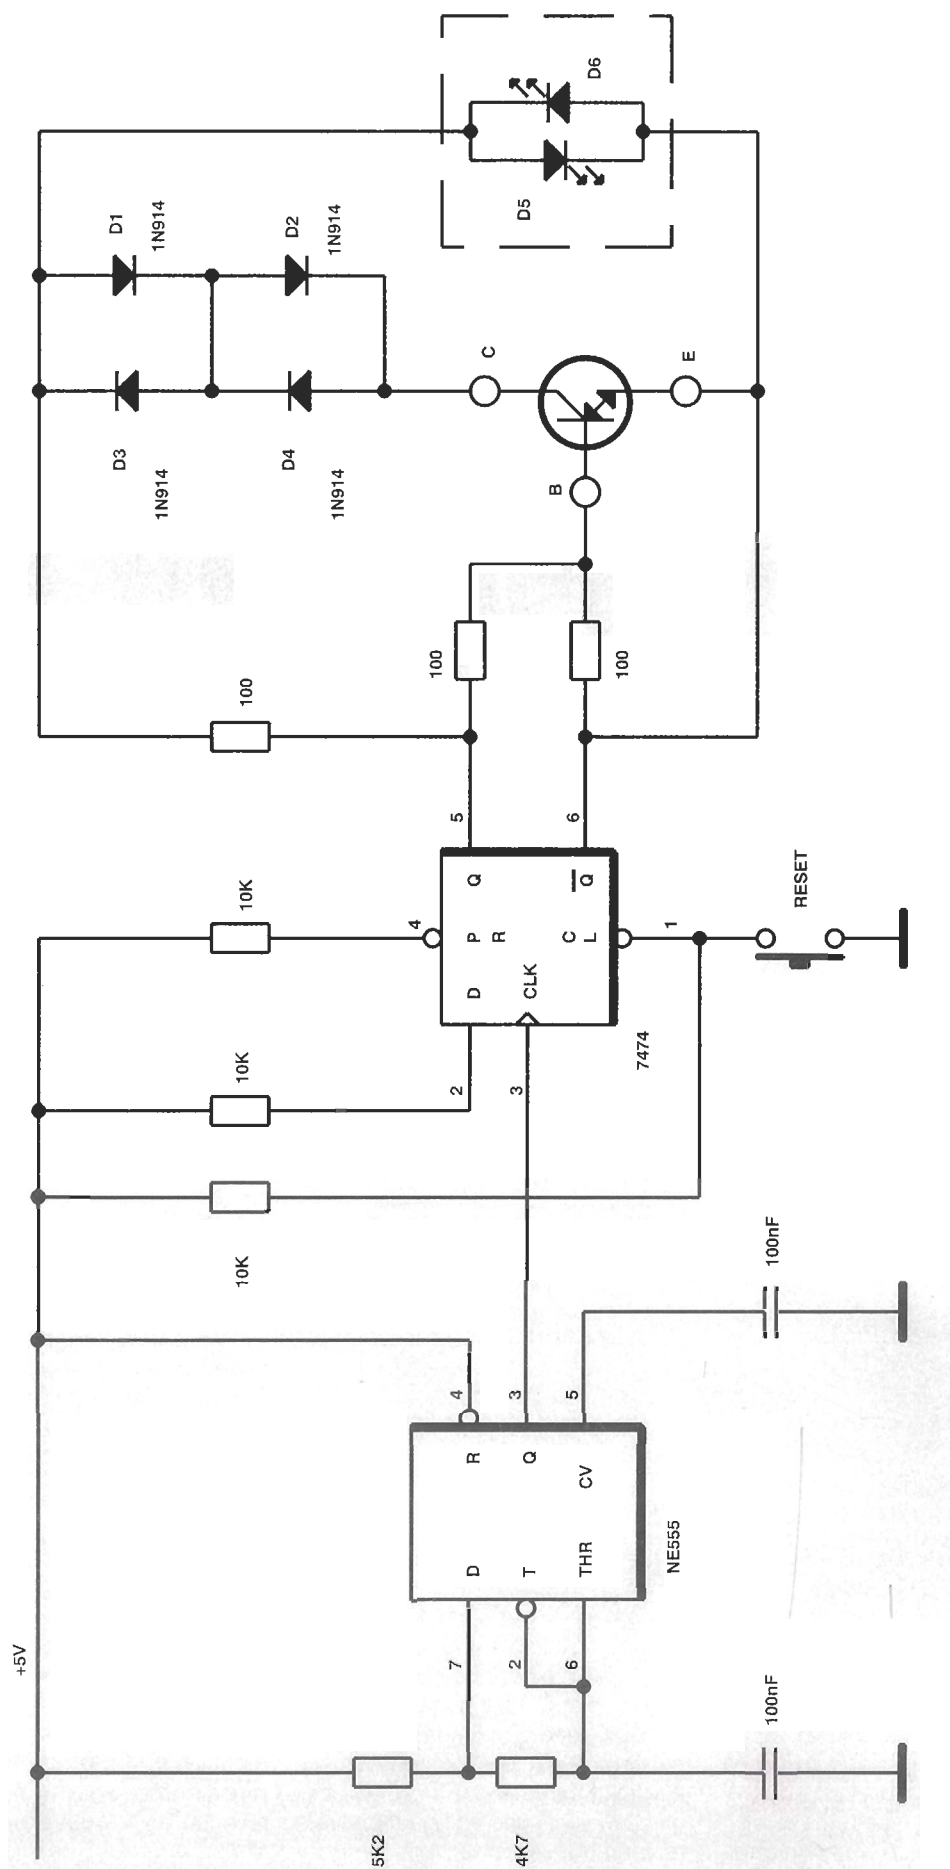 +5V
5K2
4K7
100nF
7
2
6
D
T
THR
R
Q
CV
NE555
4
3
5
100nF
10K
10K
10K
2
3
D
CLK
P
R
C
L
Q
Q
7474
4
1
5
6
RESET
100
100
100
D3
1N914
D4
1N914
D1
1N914
D2
1N914
B
C
E
D5
D6